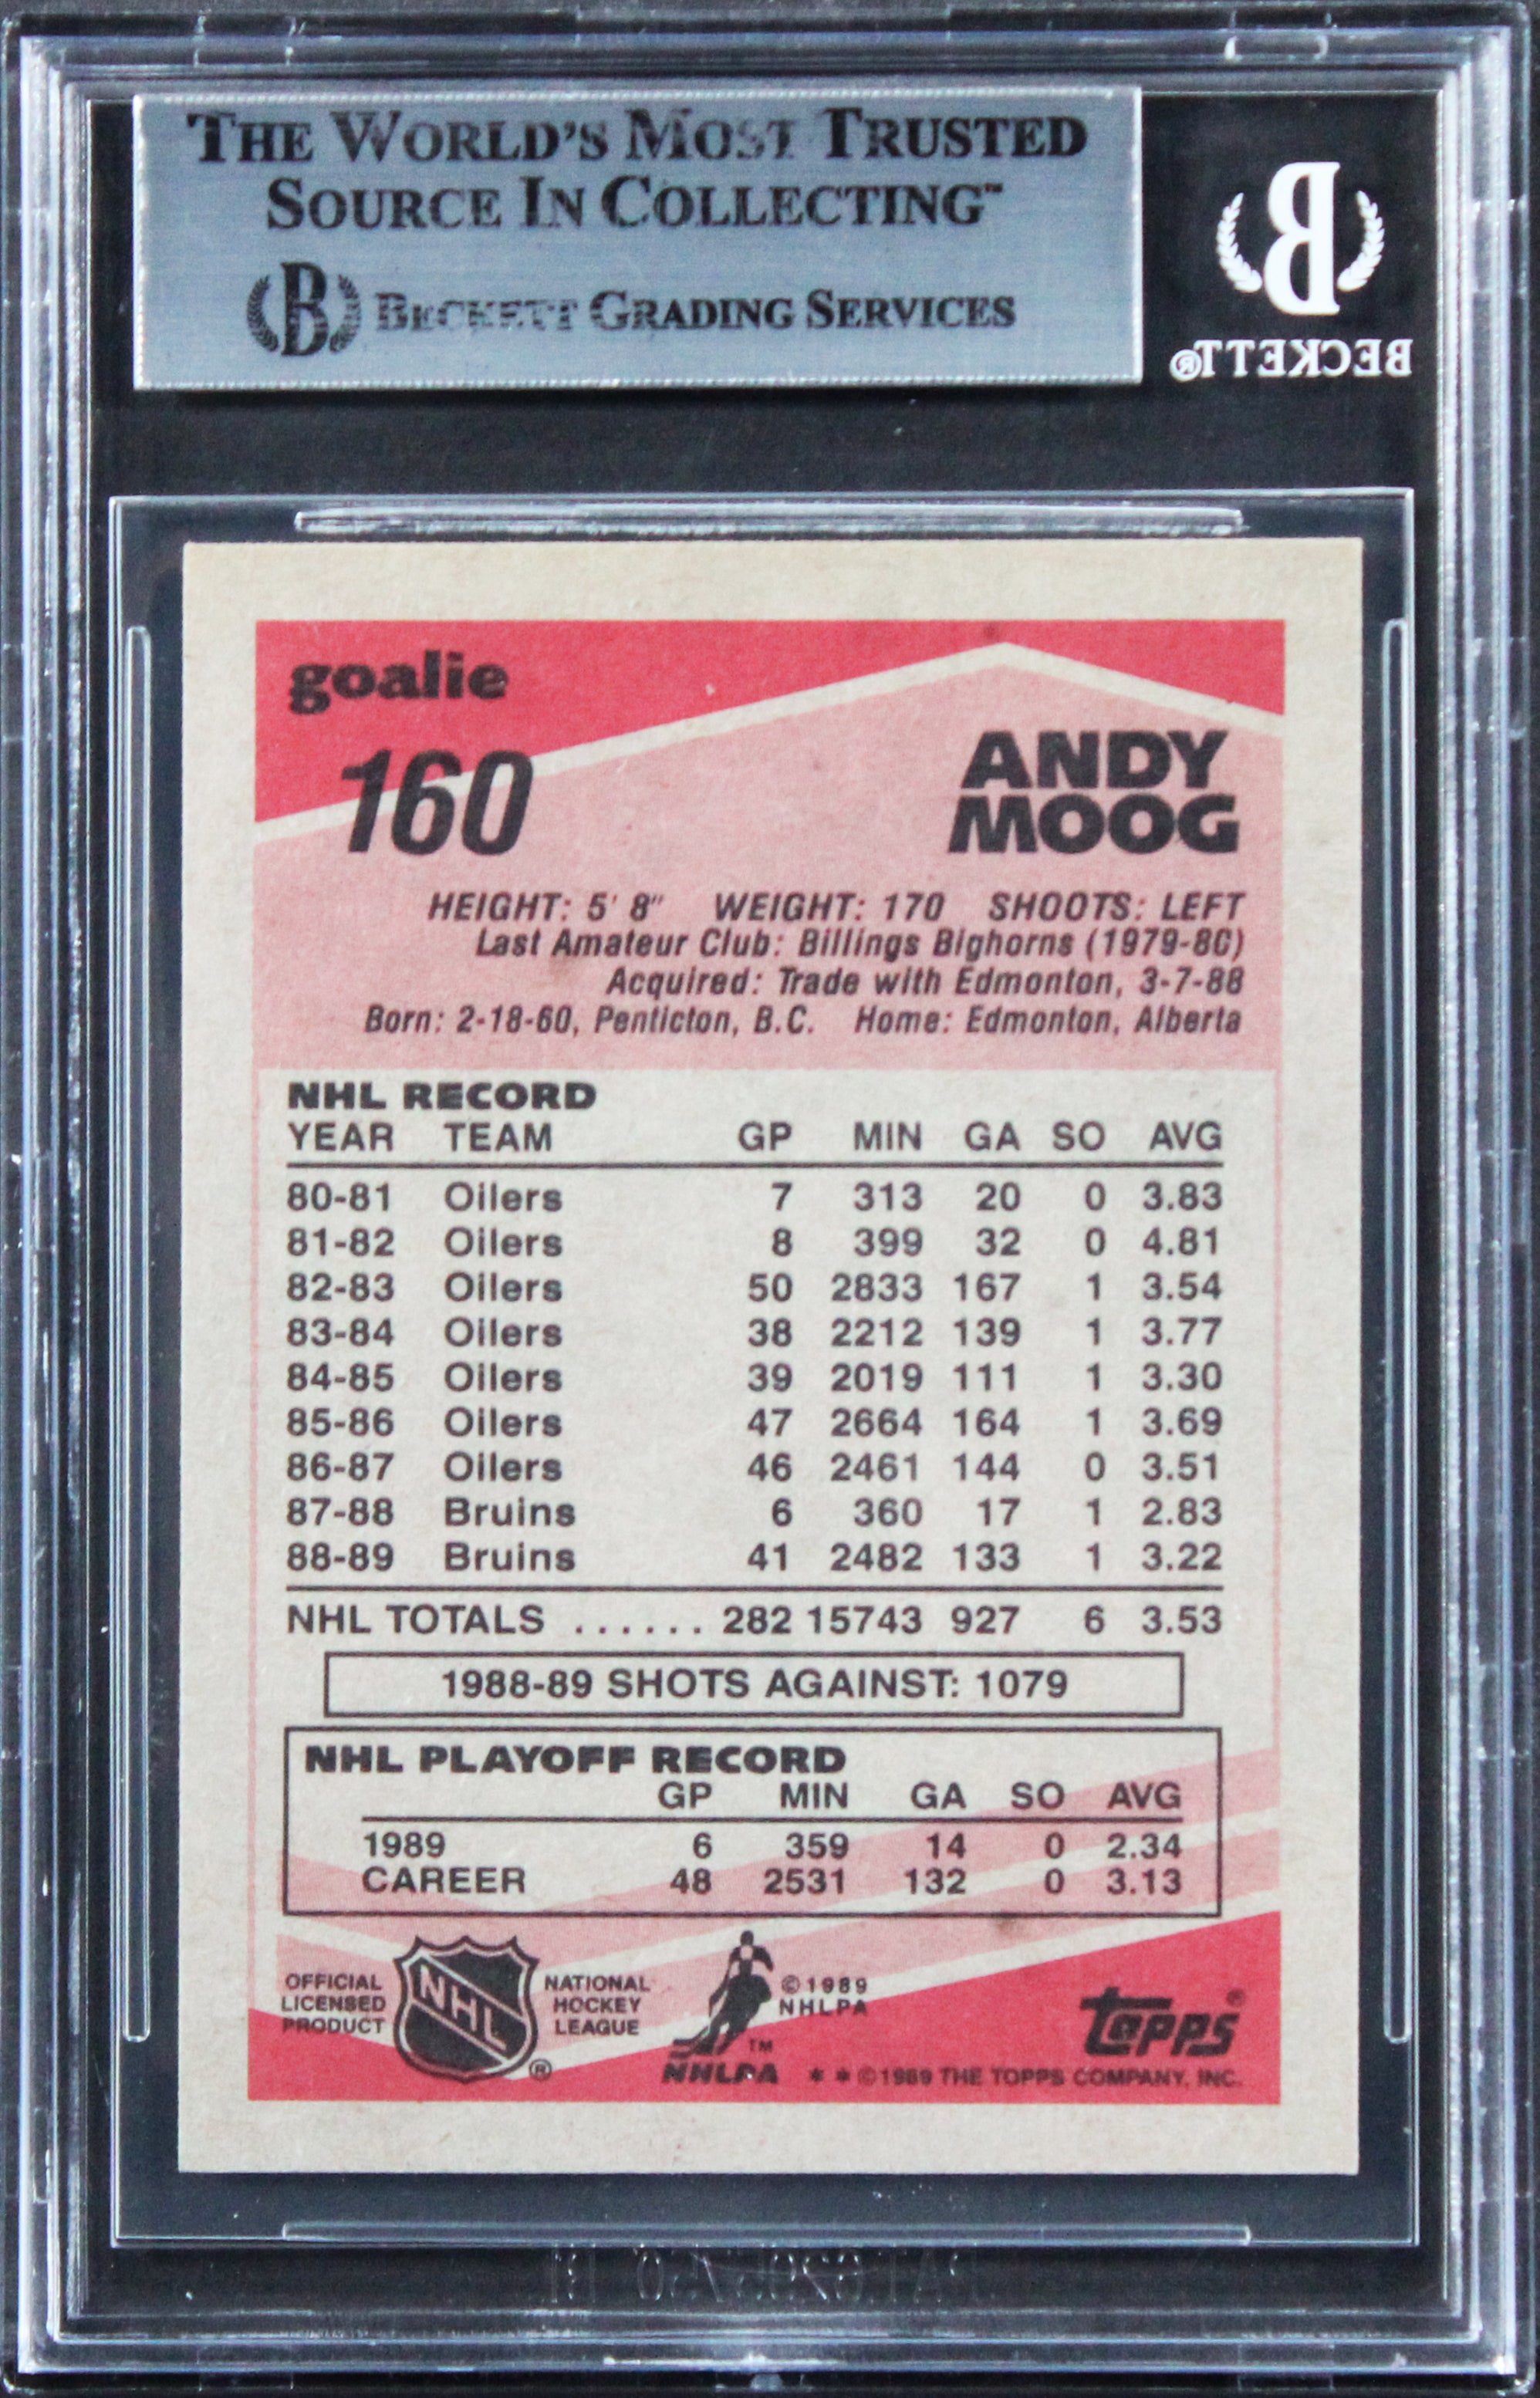 THE WORLD'S MOST TRUSTED
SOURCE IN COLLECTING™
B BECKETT GRADING SERVICES
B
BECKETT®
goalie
160
ANDY
MOOG
HEIGHT: 5' 8" WEIGHT: 170 SHOOTS: LEFT
Last Amateur Club: Billings Bighorns (1979-80)
Acquired: Trade with Edmonton, 3-7-88
Born: 2-18-60, Penticton, B.C. Home: Edmonton, Alberta
NHL RECORD
YEAR TEAM GP MIN GA SO AVG
80-81 Oilers 7 313 20 0 3.83
81-82 Oilers 8 399 32 0 4.81
82-83 Oilers 50 2833 167 1 3.54
83-84 Oilers 38 2212 139 1 3.77
84-85 Oilers 39 2019 111 1 3.30
85-86 Oilers 47 2664 164 1 3.69
86-87 Oilers 46 2461 144 0 3.51
87-88 Bruins 6 360 17 1 2.83
88-89 Bruins 41 2482 133 1 3.22
NHL TOTALS ...... 282 15743 927 6 3.53
1988-89 SHOTS AGAINST: 1079
NHL PLAYOFF RECORD
GP MIN GA SO AVG
1989 6 359 14 0 2.34
CAREER 48 2531 132 0 3.13
OFFICIAL
LICENSED
PRODUCT
NHL
®
NATIONAL
HOCKEY
LEAGUE
©1989
NHLPA
TM
NHLPA
topps®
* * ©1989 THE TOPPS COMPANY, INC.